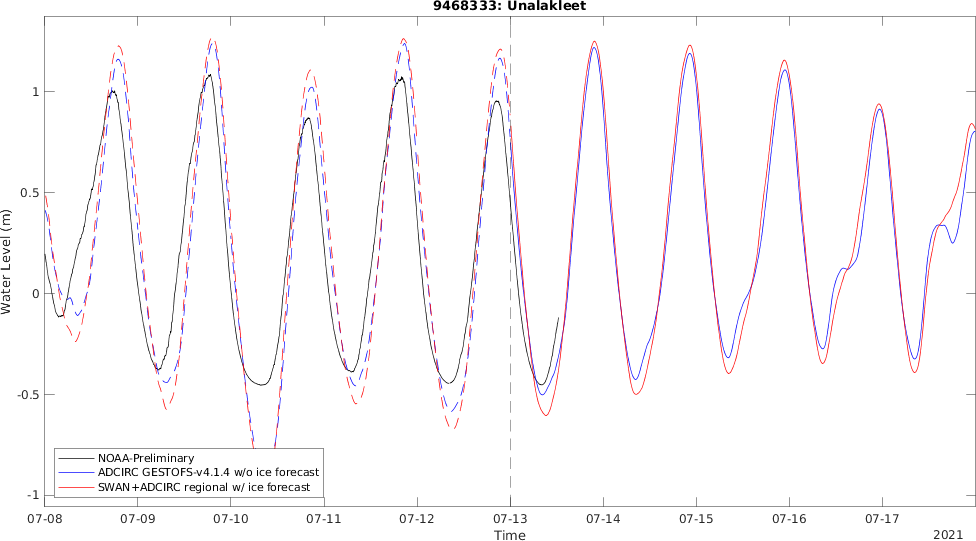 9468333: Unalakleet
Water Level (m)
1
0.5
0
-0.5
-1
NOAA-Preliminary
ADCIRC GESTOFS-v4.1.4 w/o ice forecast
SWAN+ADCIRC regional w/ ice forecast
07-08 07-09 07-10 07-11 07-12 07-13 07-14 07-15 07-16 07-17
Time
2021